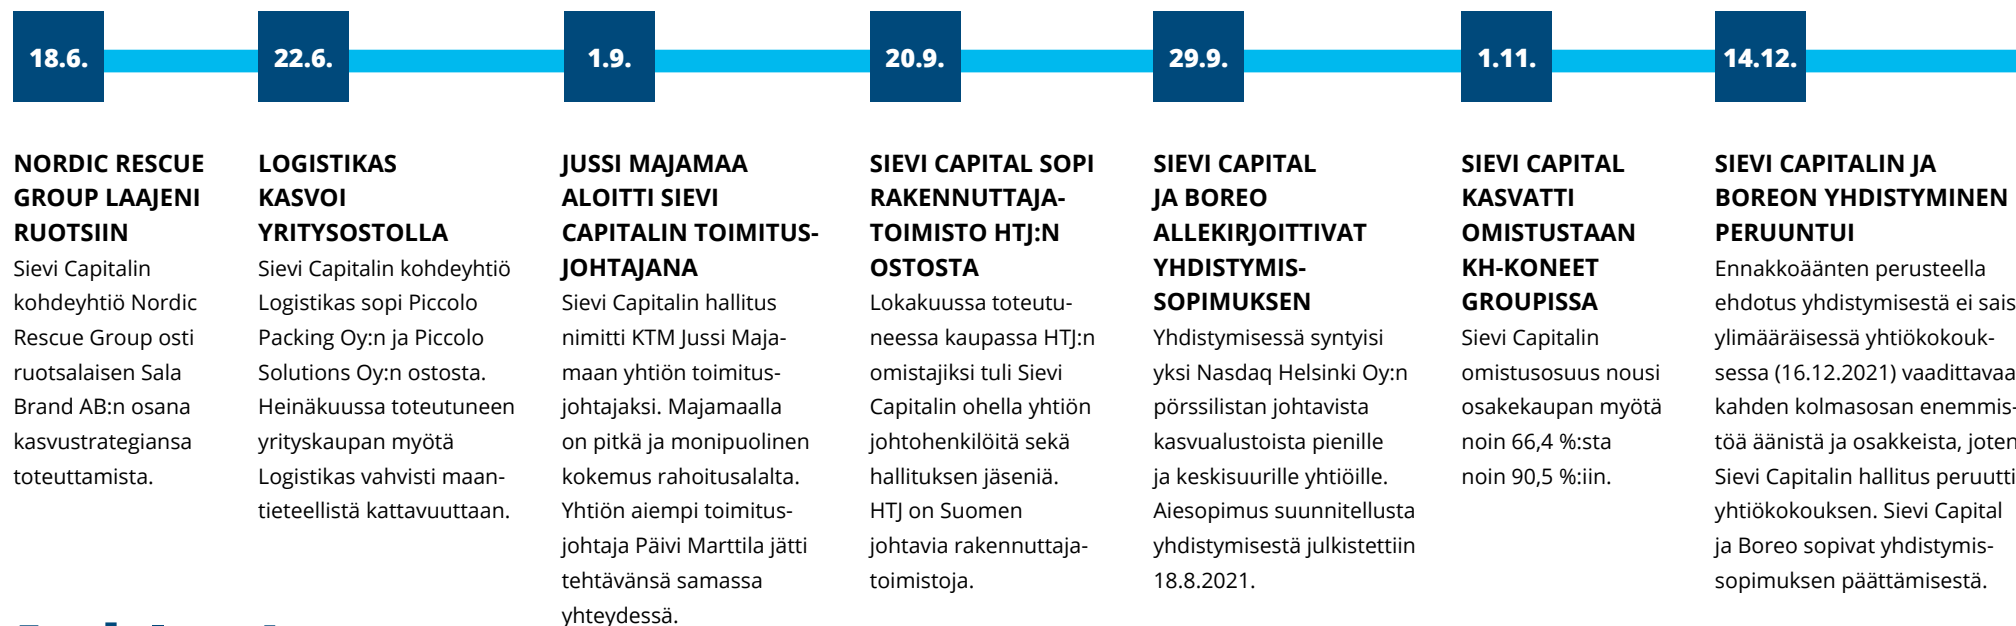 18.6.
NORDIC RESCUE
GROUP LAAJENI
RUOTSIIN
Sievi Capitalin
kohdeyhtiö Nordic
Rescue Group osti
ruotsalaisen Sala
Brand AB:n osana
kasvustrategiansa
toteuttamista.
22.6.
LOGISTIKAS
KASVOI
YRITYSOSTOLLA
Sievi Capitalin kohdeyhtiö
Logistikas sopi Piccolo
Packing Oy:n ja Piccolo
Solutions Oy:n ostosta.
Heinäkuussa toteutuneen
yrityskaupan myötä
Logistikas vahvisti maan-
tieteellistä kattavuuttaan.
1.9.
JUSSI MAJAMAA
ALOITTI SIEVI
CAPITALIN TOIMITUS-
JOHTAJANA
Sievi Capitalin hallitus
nimitti KTM Jussi Maja-
maan yhtiön toimitus-
johtajaksi. Majamaalla
on pitkä ja monipuolinen
kokemus rahoitusalalta.
Yhtiön aiempi toimitus-
johtaja Päivi Marttila jätti
tehtävänsä samassa
yhteydessä.
20.9.
SIEVI CAPITAL SOPI
RAKENNUTTAJA-
TOIMISTO HTJ:N
OSTOSTA
Lokakuussa toteutu-
neessa kaupassa HTJ:n
omistajiksi tuli Sievi
Capitalin ohella yhtiön
johtohenkilöitä sekä
hallituksen jäseniä.
HTJ on Suomen
johtavia rakennuttaja-
toimistoja.
29.9.
SIEVI CAPITAL
JA BOREO
ALLEKIRJOITTIVAT
YHDISTYMIS-
SOPIMUKSEN
Yhdistymisessä syntyisi
yksi Nasdaq Helsinki Oy:n
pörssilistan johtavista
kasvualustoista pienille
ja keskisuurille yhtiöille.
Aiesopimus suunnitellusta
yhdistymisestä julkistettiin
18.8.2021.
1.11.
SIEVI CAPITAL
KASVATTI
OMISTUSTAAN
KH-KONEET
GROUPISSA
Sievi Capitalin
omistusosuus nousi
osakekaupan myötä
noin 66,4 %:sta
noin 90,5 %:iin.
14.12.
SIEVI CAPITALIN JA
BOREON YHDISTYMINEN
PERUUNTUI
Ennakkoäänten perusteella
ehdotus yhdistymisestä ei sais
ylimääräisessä yhtiökokouk-
sessa (16.12.2021) vaadittavaa
kahden kolmasosan enemmis-
töä äänistä ja osakkeista, joten
Sievi Capitalin hallitus peruutti
yhtiökokouksen. Sievi Capital
ja Boreo sopivat yhdistymis-
sopimuksen päättämisestä.